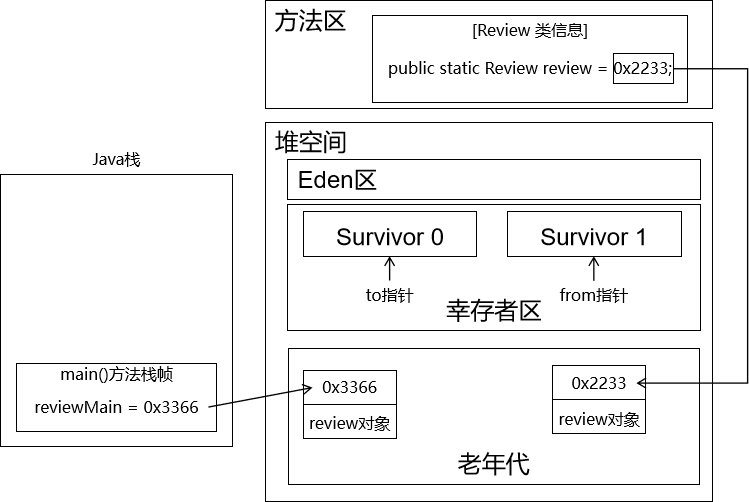 方法区
[Review 类信息]
public static Review review = 0x2233;
堆空间
Eden区
Survivor 0
Survivor 1
to指针
from指针
幸存者区
Java栈
main()方法栈帧
reviewMain = 0x3366
0x3366
review对象
0x2233
review对象
老年代